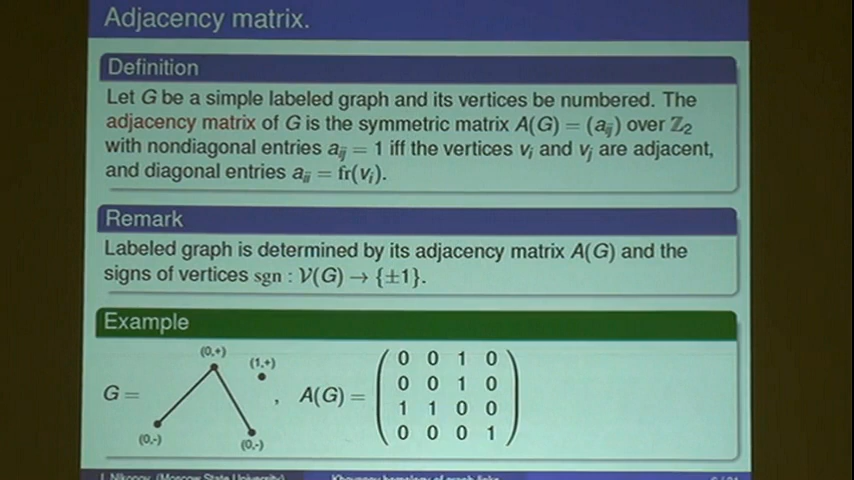 Adjacency matrix.
Definition
Let G be a simple labeled graph and its vertices be numbered. The
adjacency matrix of G is the symmetric matrix A(G) = (a_ij) over ℤ₂
with nondiagonal entries a_ij = 1 iff the vertices v_i and v_j are adjacent,
and diagonal entries a_ii = fr(v_i).
Remark
Labeled graph is determined by its adjacency matrix A(G) and the
signs of vertices sgn : 𝒱(G) → {±1}.
Example
(0,+)
(1,+)
G =
, A(G) =
(0,-)
(0,-)
0 0 1 0
0 0 1 0
1 1 0 0
0 0 0 1
(Moscow State University)
Khovanov homology of graph-links